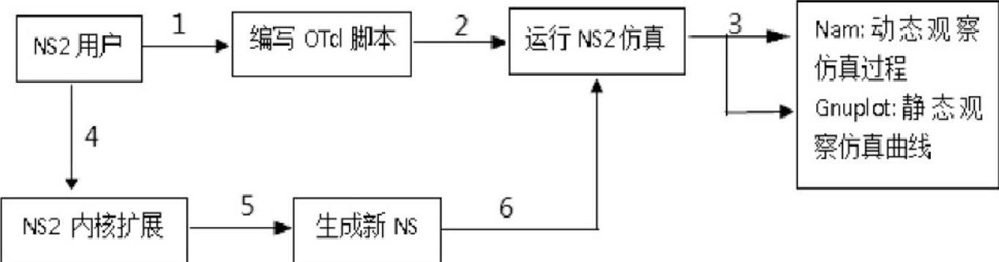 NS2 用户
1
编写 OTcl 脚本
2
运行 NS2 仿真
3
Nam: 动态观察
仿真过程
Gnuplot: 静态观
察仿真曲线
4
NS2 内核扩展
5
生成新 NS
6